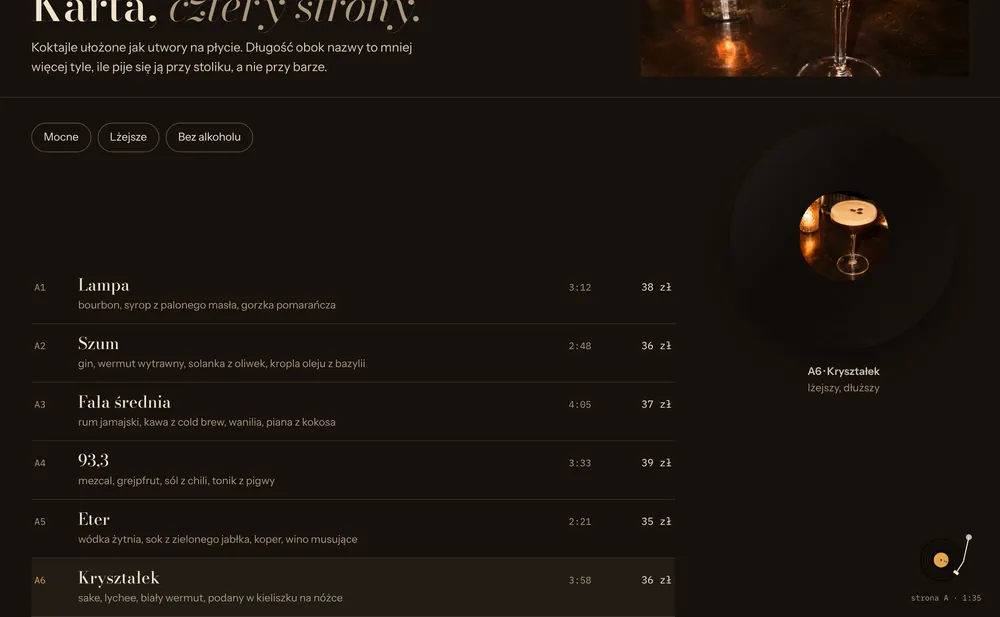 Karta, cztery strony.
Koktajle ułożone jak utwory na płycie. Długość obok nazwy to mniej
więcej tyle, ile pije się ją przy stoliku, a nie przy barze.
Mocne
Lżejsze
Bez alkoholu
A1 Lampa 3:12 38 zł
bourbon, syrop z palonego masła, gorzka pomarańcza
A2 Szum 2:48 36 zł
gin, wermut wytrawny, solanka z oliwek, kropla oleju z bazylii
A3 Fala średnia 4:05 37 zł
rum jamajski, kawa z cold brew, wanilia, piana z kokosa
A4 93,3 3:33 39 zł
mezcal, grejpfrut, sól z chili, tonik z pigwy
A5 Eter 2:21 35 zł
wódka żytnia, sok z zielonego jabłka, koper, wino musujące
A6 Kryształek 3:58 36 zł
sake, lychee, biały wermut, podany w kieliszku na nóżce
A6 · Kryształek
lżejszy, dłuższy
strona A · 1:35